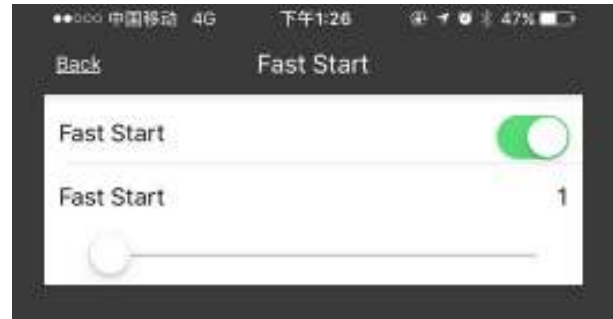 中国移动 4G 下午1:26 47%
Back Fast Start
Fast Start
Fast Start 1